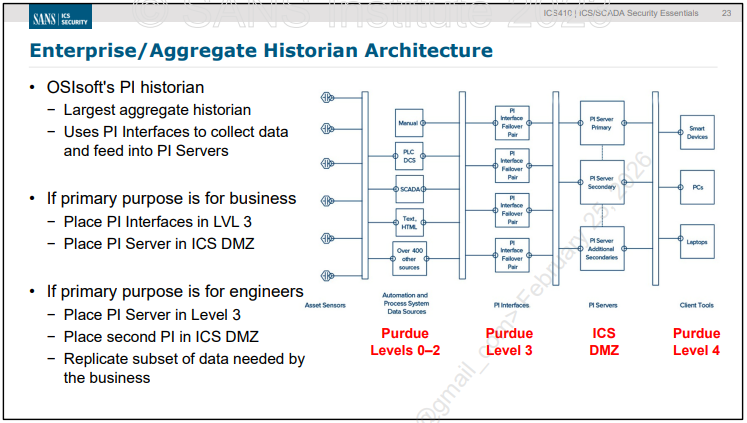 © SANS Institute 2026
SANS ICS SECURITY
ICS410 | ICS/SCADA Security Essentials 23
Enterprise/Aggregate Historian Architecture
• OSIsoft's PI historian
− Largest aggregate historian
− Uses PI Interfaces to collect data
and feed into PI Servers
• If primary purpose is for business
− Place PI Interfaces in LVL 3
− Place PI Server in ICS DMZ
• If primary purpose is for engineers
− Place PI Server in Level 3
− Place second PI in ICS DMZ
− Replicate subset of data needed by
the business
Manual
PLC
DCS
SCADA
Text,
HTML
Over 400
other
sources
PI
Interface
Failover
Pair
PI
Interface
Failover
Pair
PI
Interface
Failover
Pair
PI
Interface
Failover
Pair
PI Server
Primary
PI Server
Secondary
PI Server
Additional
Secondaries
Smart
Devices
PCs
Laptops
Asset Sensors
Automation and
Process System
Data Sources
PI Interfaces
PI Servers
Client Tools
Purdue
Levels 0–2
Purdue
Level 3
ICS
DMZ
Purdue
Level 4
@gmail_com> February 25, 2026